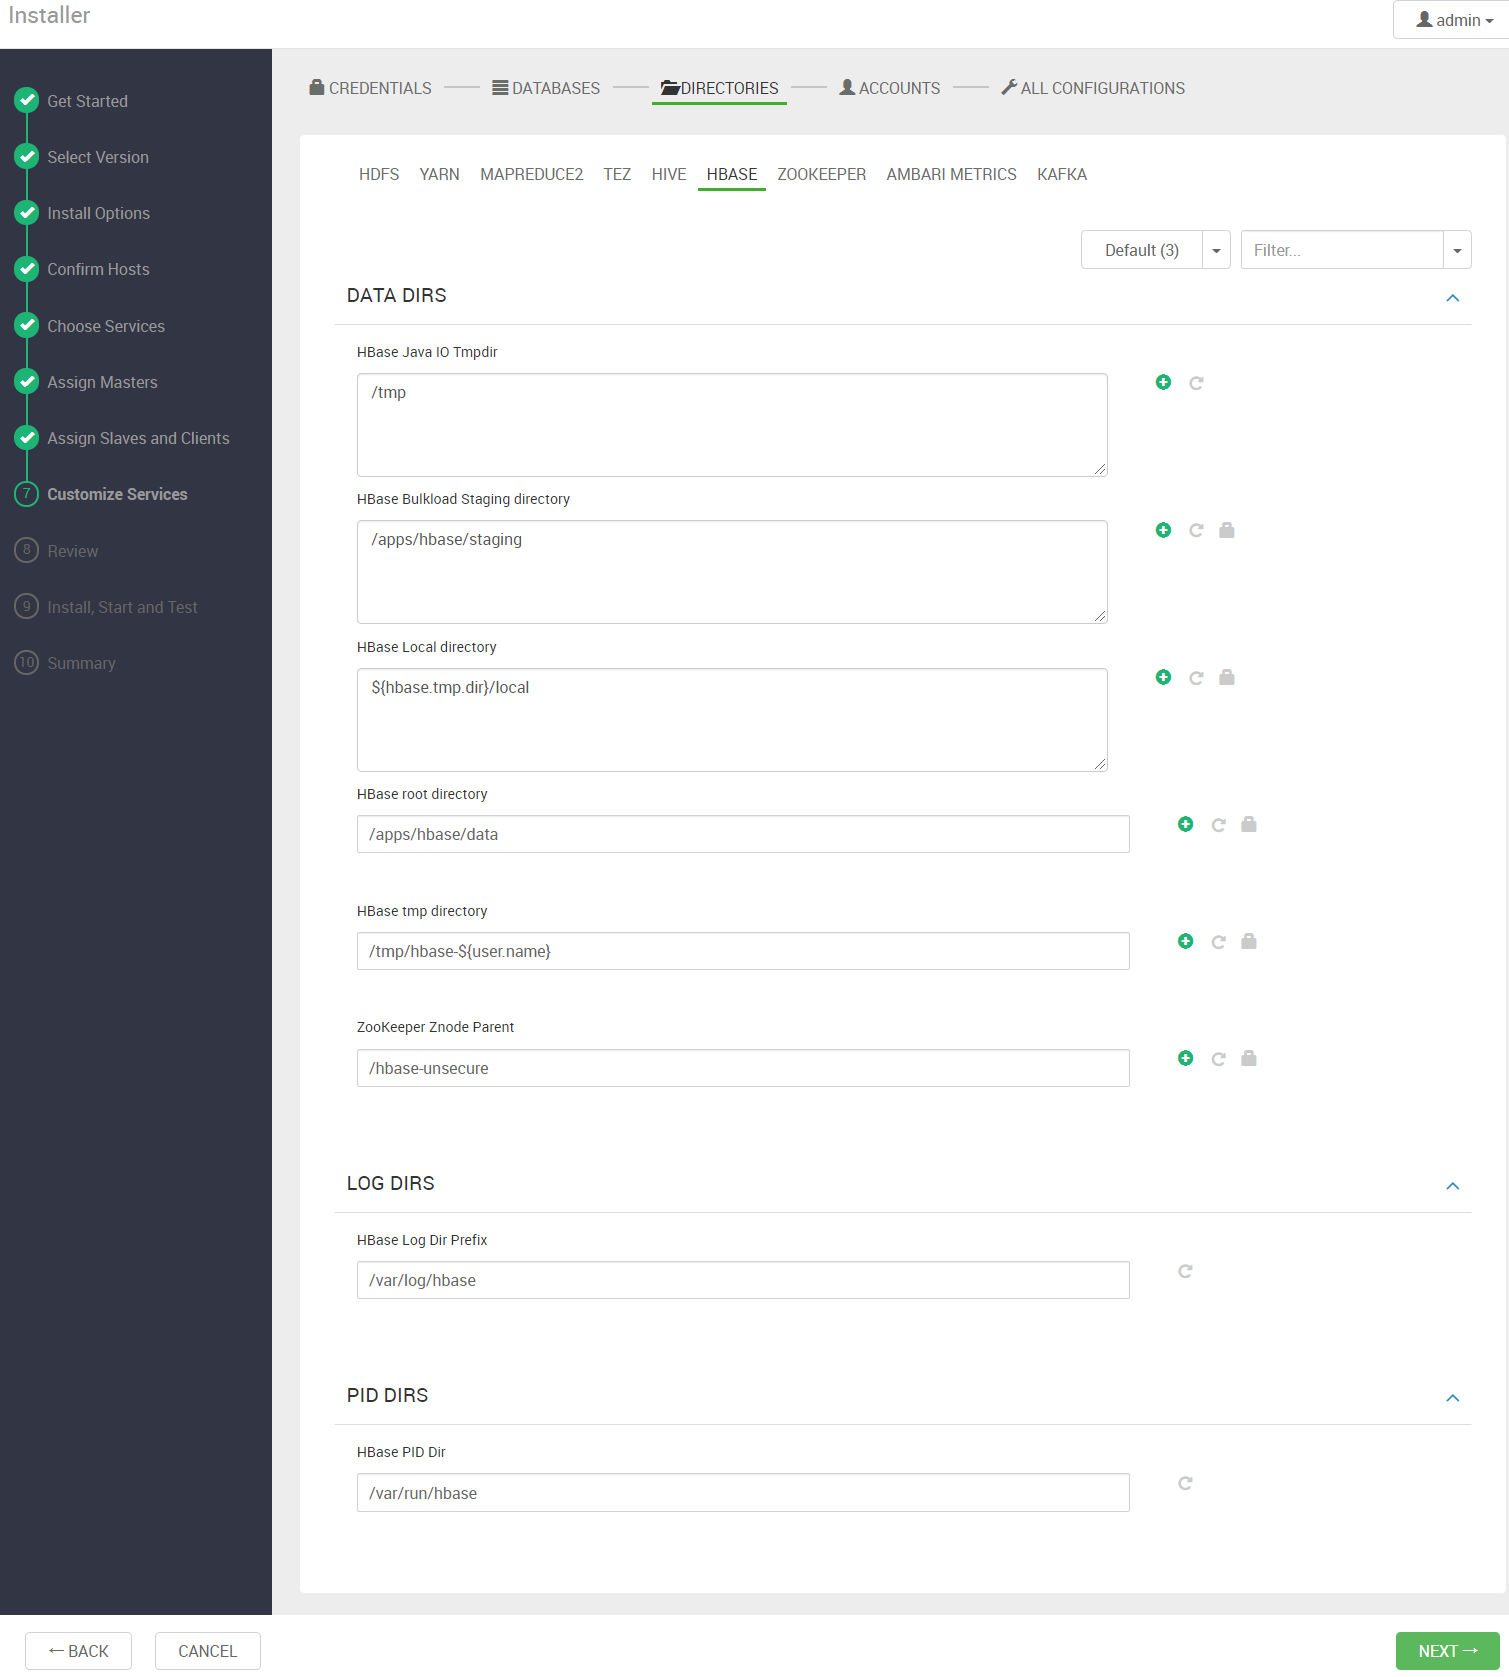 Installer
admin
Get Started
Select Version
Install Options
Confirm Hosts
Choose Services
Assign Masters
Assign Slaves and Clients
7 Customize Services
8 Review
9 Install, Start and Test
10 Summary
CREDENTIALS DATABASES DIRECTORIES ACCOUNTS ALL CONFIGURATIONS
HDFS YARN MAPREDUCE2 TEZ HIVE HBASE ZOOKEEPER AMBARI METRICS KAFKA
Default (3) Filter...
DATA DIRS
HBase Java IO Tmpdir
/tmp
HBase Bulkload Staging directory
/apps/hbase/staging
HBase Local directory
${hbase.tmp.dir}/local
HBase root directory
/apps/hbase/data
HBase tmp directory
/tmp/hbase-${user.name}
ZooKeeper Znode Parent
/hbase-unsecure
LOG DIRS
HBase Log Dir Prefix
/var/log/hbase
PID DIRS
HBase PID Dir
/var/run/hbase
← BACK CANCEL NEXT →